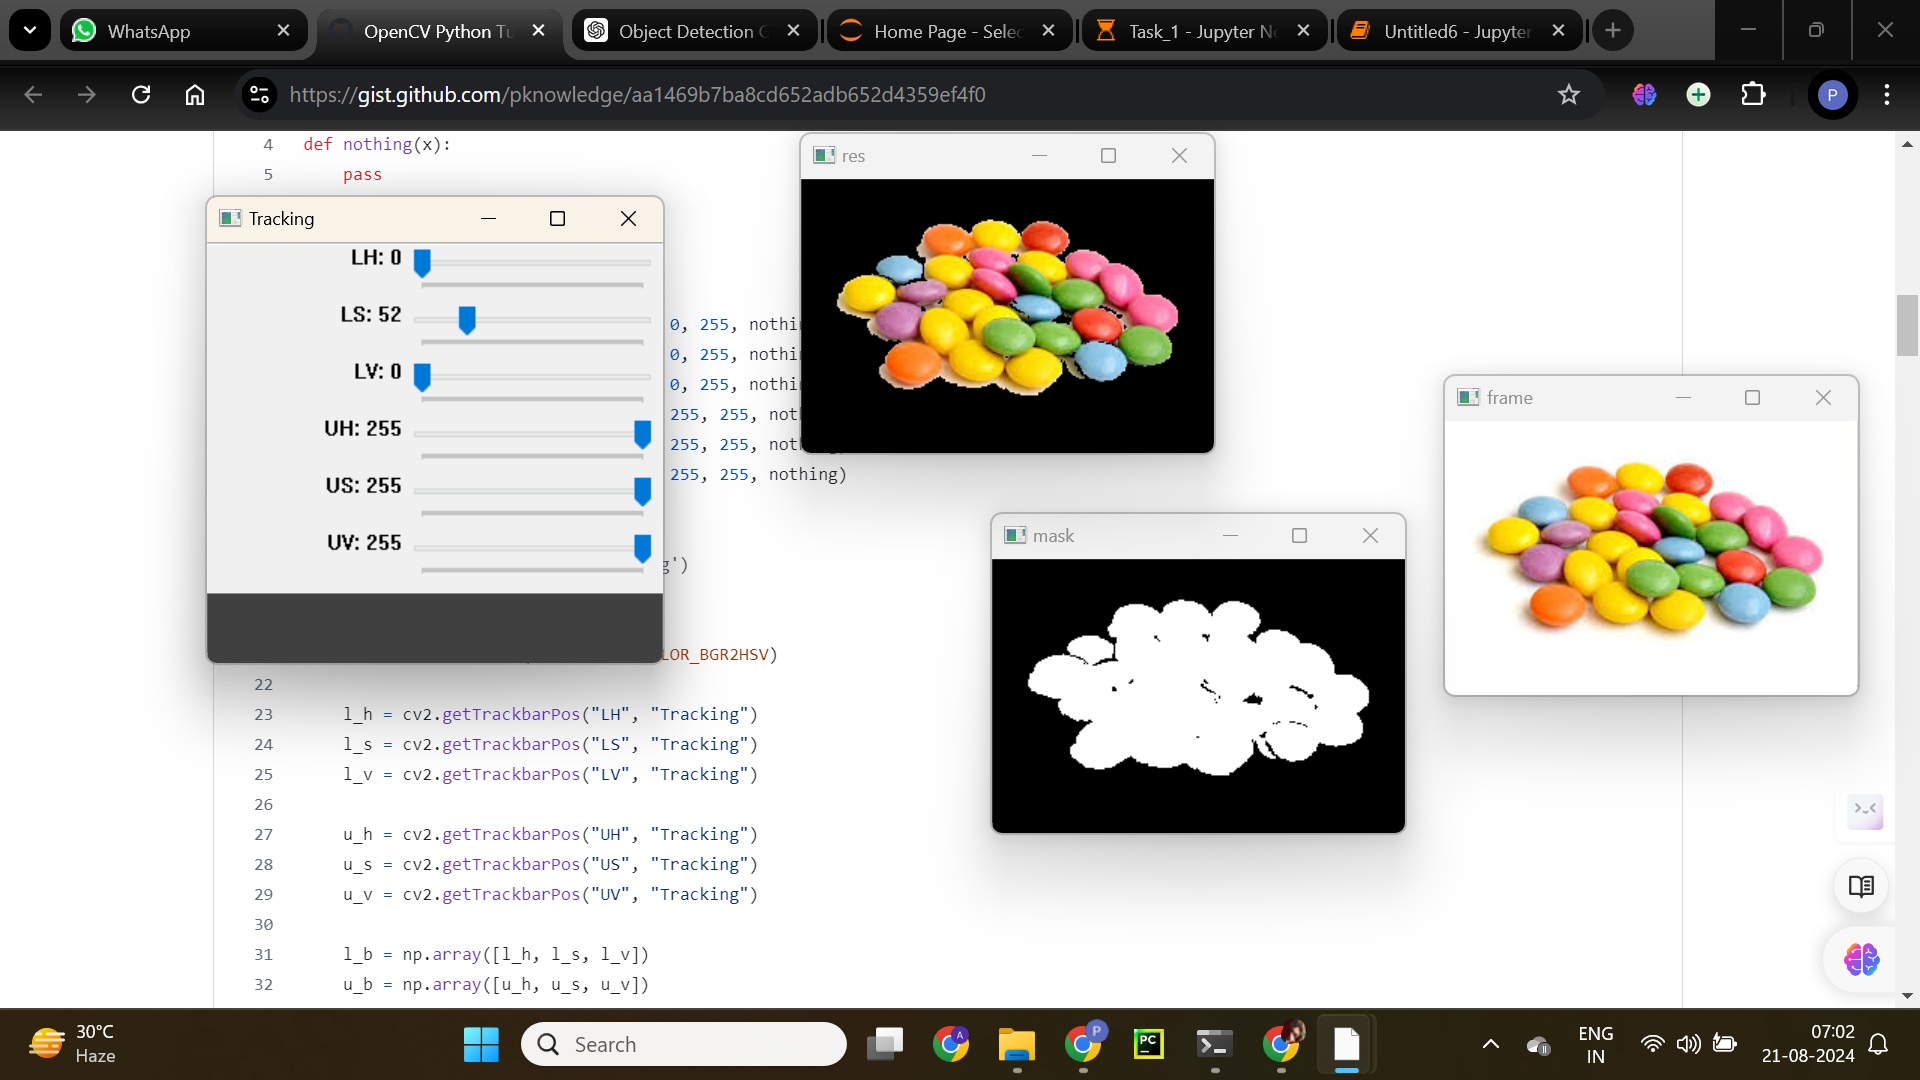 WhatsApp
OpenCV Python Tu
Object Detection G
Home Page - Selec
Task_1 - Jupyter No
Untitled6 - Jupyter
https://gist.github.com/pknowledge/aa1469b7ba8cd652adb652d4359ef4f0
P
4 def nothing(x):
5 pass
Tracking
LH: 0
LS: 52
LV: 0
UH: 255
US: 255
UV: 255
res
0, 255, nothi
0, 255, nothi
0, 255, nothi
255, 255, not
255, 255, not
255, 255, nothing)
g')
LOR_BGR2HSV)
frame
mask
22
23 l_h = cv2.getTrackbarPos("LH", "Tracking")
24 l_s = cv2.getTrackbarPos("LS", "Tracking")
25 l_v = cv2.getTrackbarPos("LV", "Tracking")
26
27 u_h = cv2.getTrackbarPos("UH", "Tracking")
28 u_s = cv2.getTrackbarPos("US", "Tracking")
29 u_v = cv2.getTrackbarPos("UV", "Tracking")
30
31 l_b = np.array([l_h, l_s, l_v])
32 u_b = np.array([u_h, u_s, u_v])
30°C
Haze
Search
A
P
PC
ENG
IN
07:02
21-08-2024